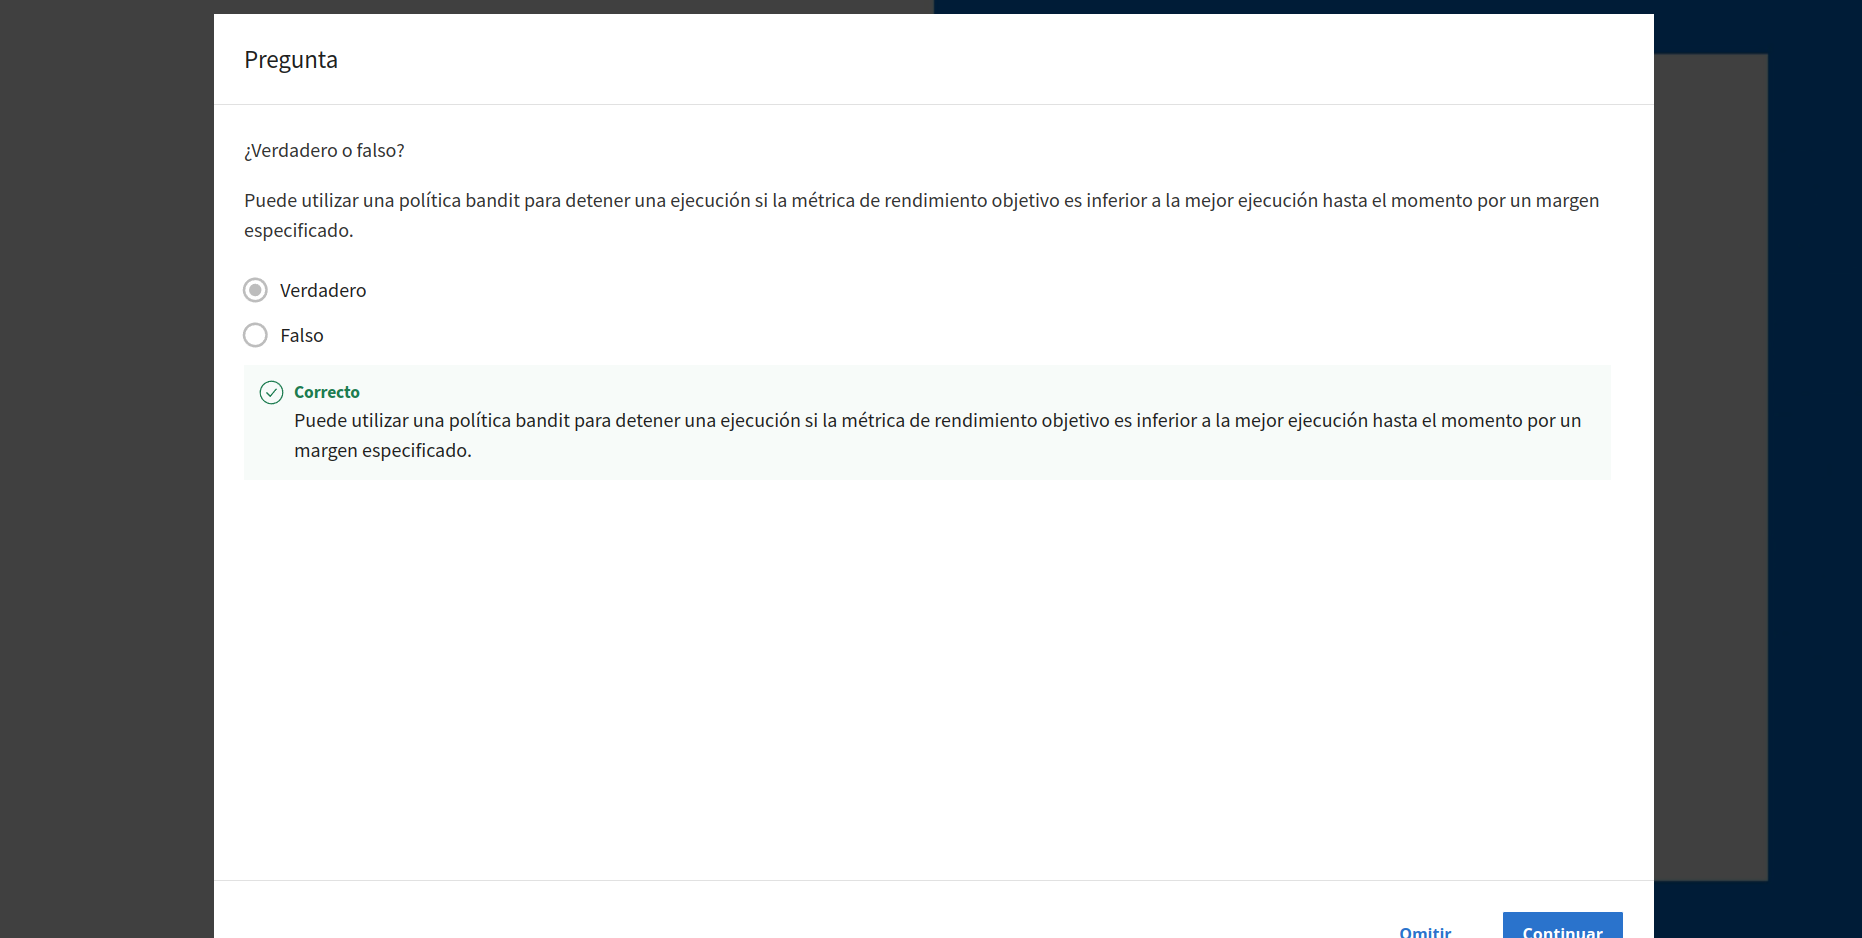 Pregunta
¿Verdadero o falso?
Puede utilizar una política bandit para detener una ejecución si la métrica de rendimiento objetivo es inferior a la mejor ejecución hasta el momento por un margen
especificado.
Verdadero
Falso
Correcto
Puede utilizar una política bandit para detener una ejecución si la métrica de rendimiento objetivo es inferior a la mejor ejecución hasta el momento por un
margen especificado.
Omitir
Continuar